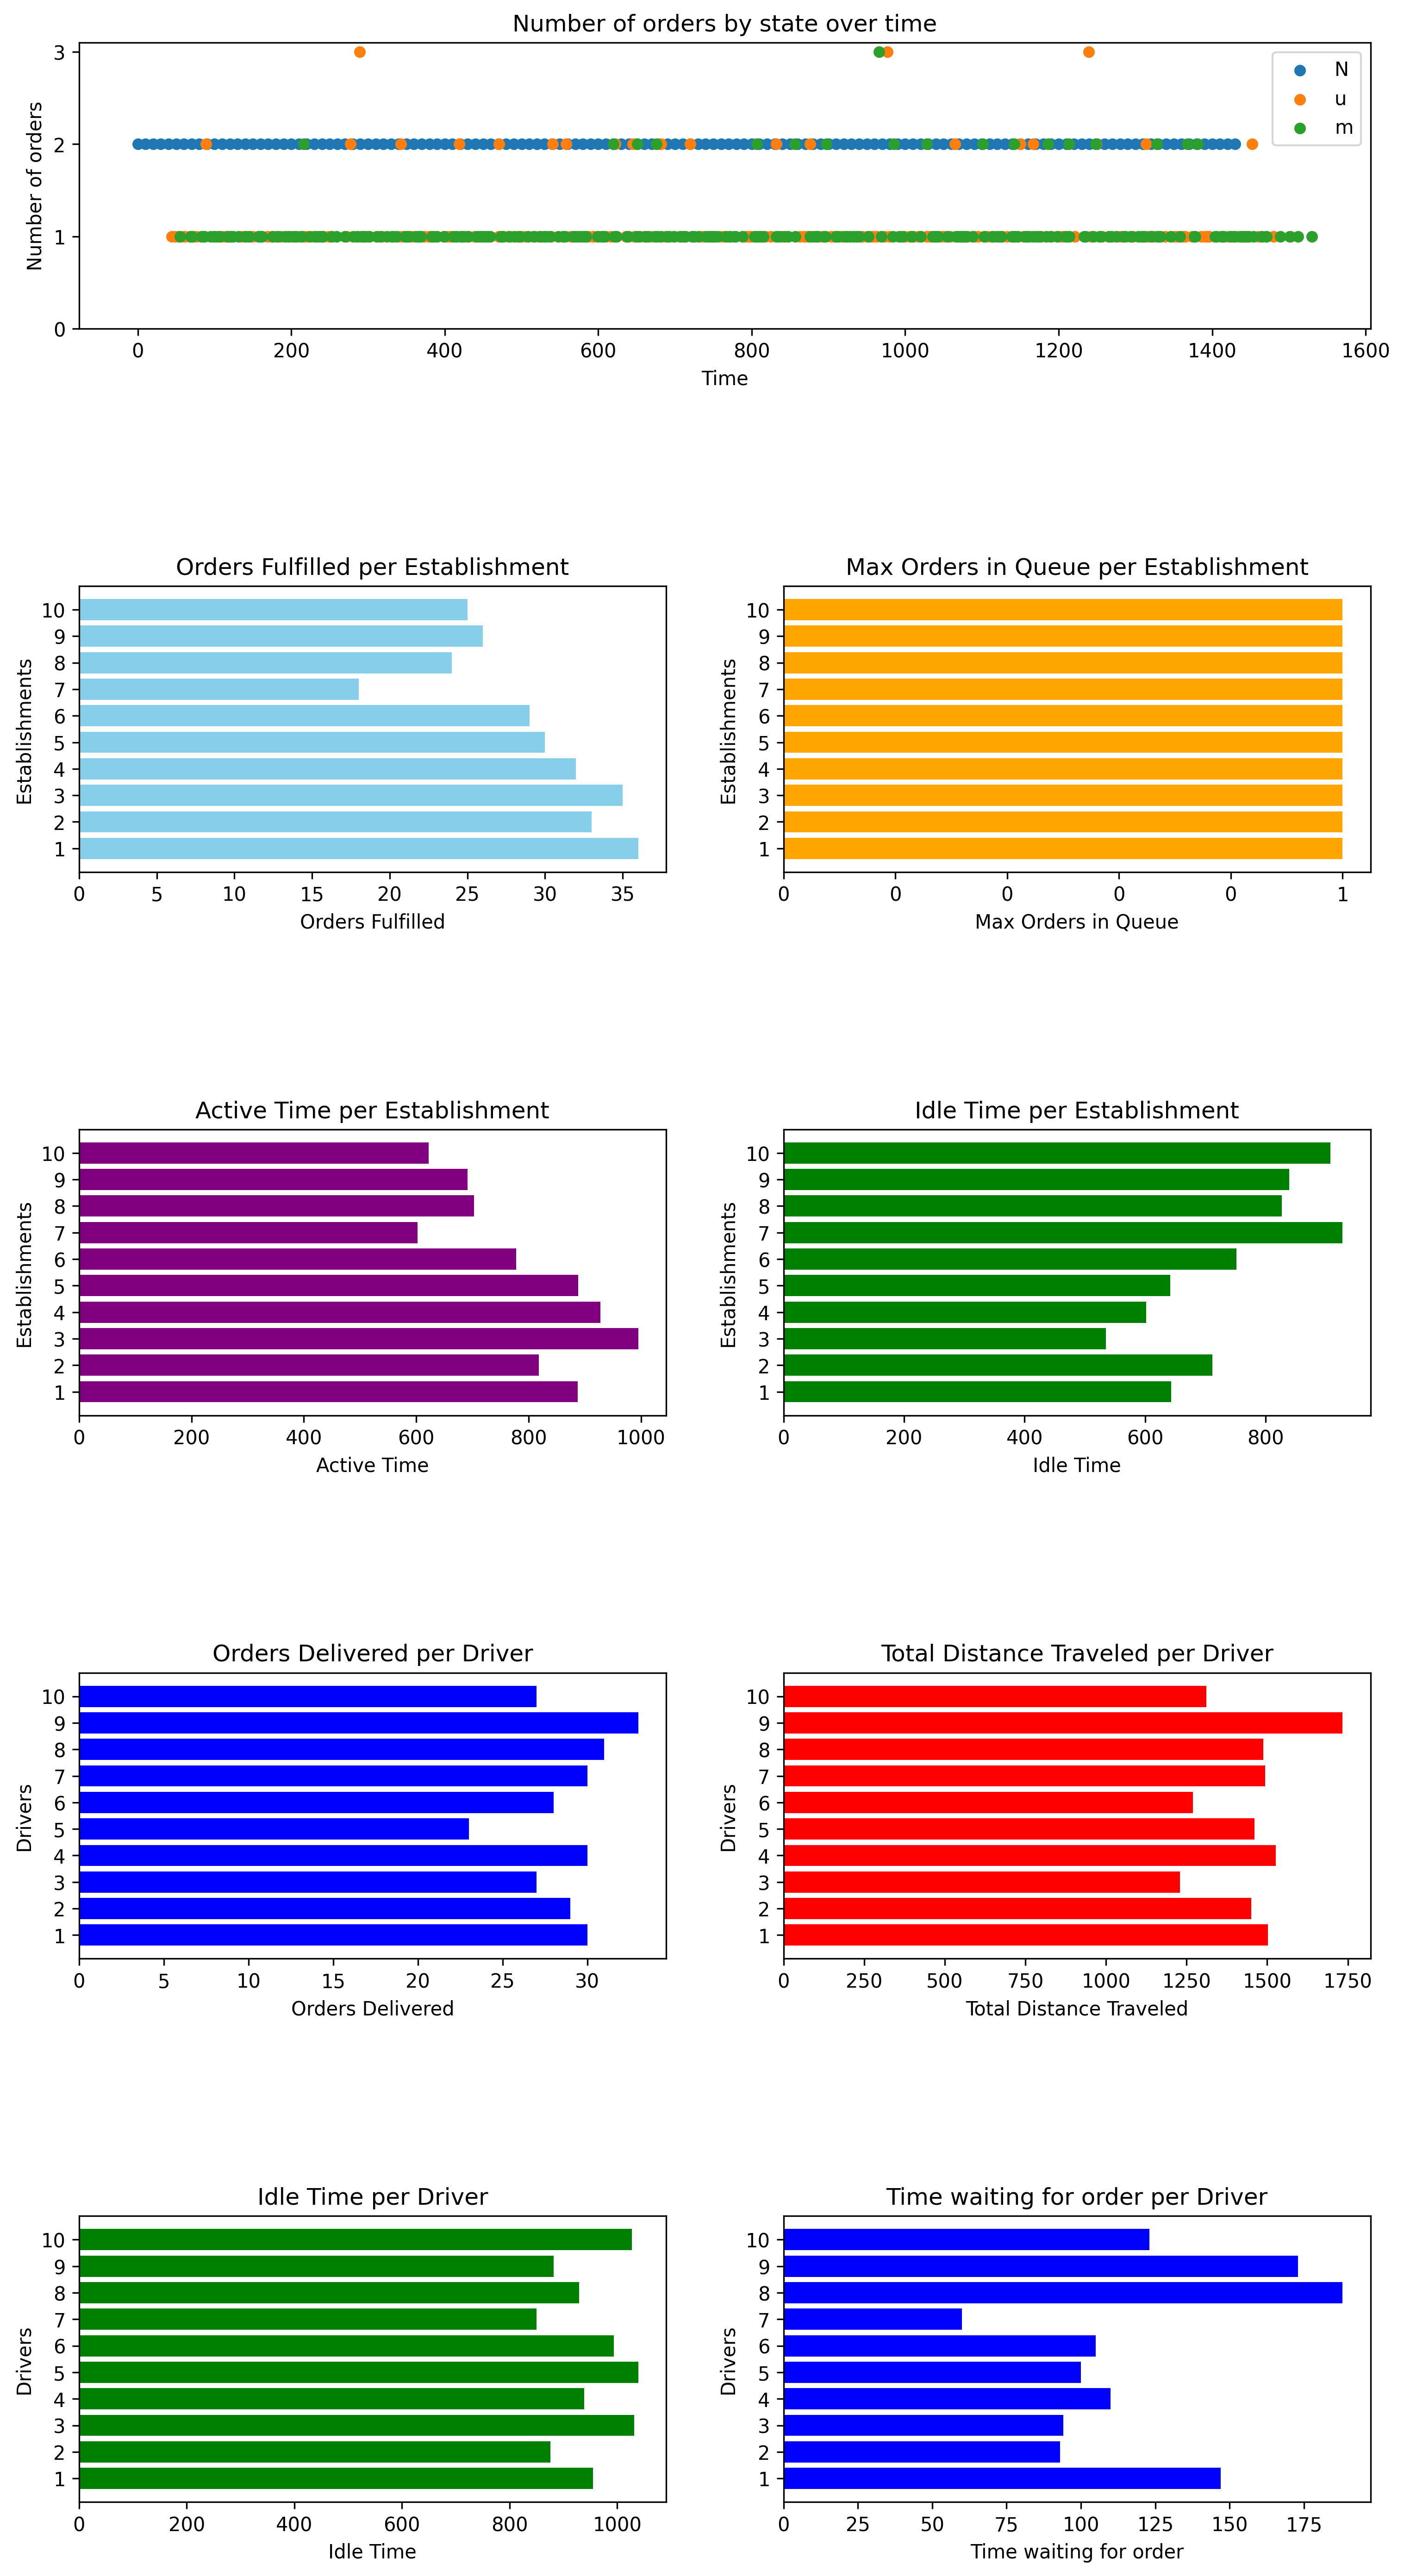 Number of orders by state over time
Number of orders
3
2
1
0
N
u
m
0 200 400 600 800 1000 1200 1400 1600
Time
Orders Fulfilled per Establishment
Establishments
10
9
8
7
6
5
4
3
2
1
0 5 10 15 20 25 30 35
Orders Fulfilled
Max Orders in Queue per Establishment
Establishments
10
9
8
7
6
5
4
3
2
1
0 0 0 0 0 1
Max Orders in Queue
Active Time per Establishment
Establishments
10
9
8
7
6
5
4
3
2
1
0 200 400 600 800 1000
Active Time
Idle Time per Establishment
Establishments
10
9
8
7
6
5
4
3
2
1
0 200 400 600 800
Idle Time
Orders Delivered per Driver
Drivers
10
9
8
7
6
5
4
3
2
1
0 5 10 15 20 25 30
Orders Delivered
Total Distance Traveled per Driver
Drivers
10
9
8
7
6
5
4
3
2
1
0 250 500 750 1000 1250 1500 1750
Total Distance Traveled
Idle Time per Driver
Drivers
10
9
8
7
6
5
4
3
2
1
0 200 400 600 800 1000
Idle Time
Time waiting for order per Driver
Drivers
10
9
8
7
6
5
4
3
2
1
0 25 50 75 100 125 150 175
Time waiting for order